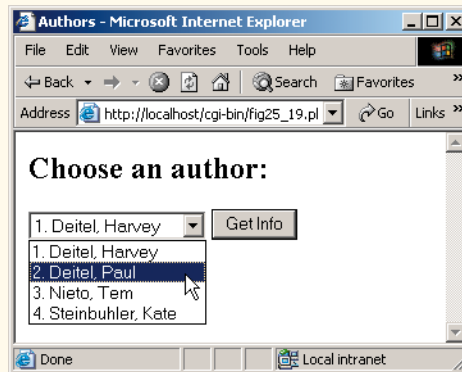 Authors - Microsoft Internet Explorer
File Edit View Favorites Tools Help
Back Search Favorites »
Address http://localhost/cgi-bin/fig25_19.pl Go Links »
Choose an author:
1. Deitel, Harvey Get Info
1. Deitel, Harvey
2. Deitel, Paul
3. Nieto, Tem
4. Steinbuhler, Kate
Done Local intranet